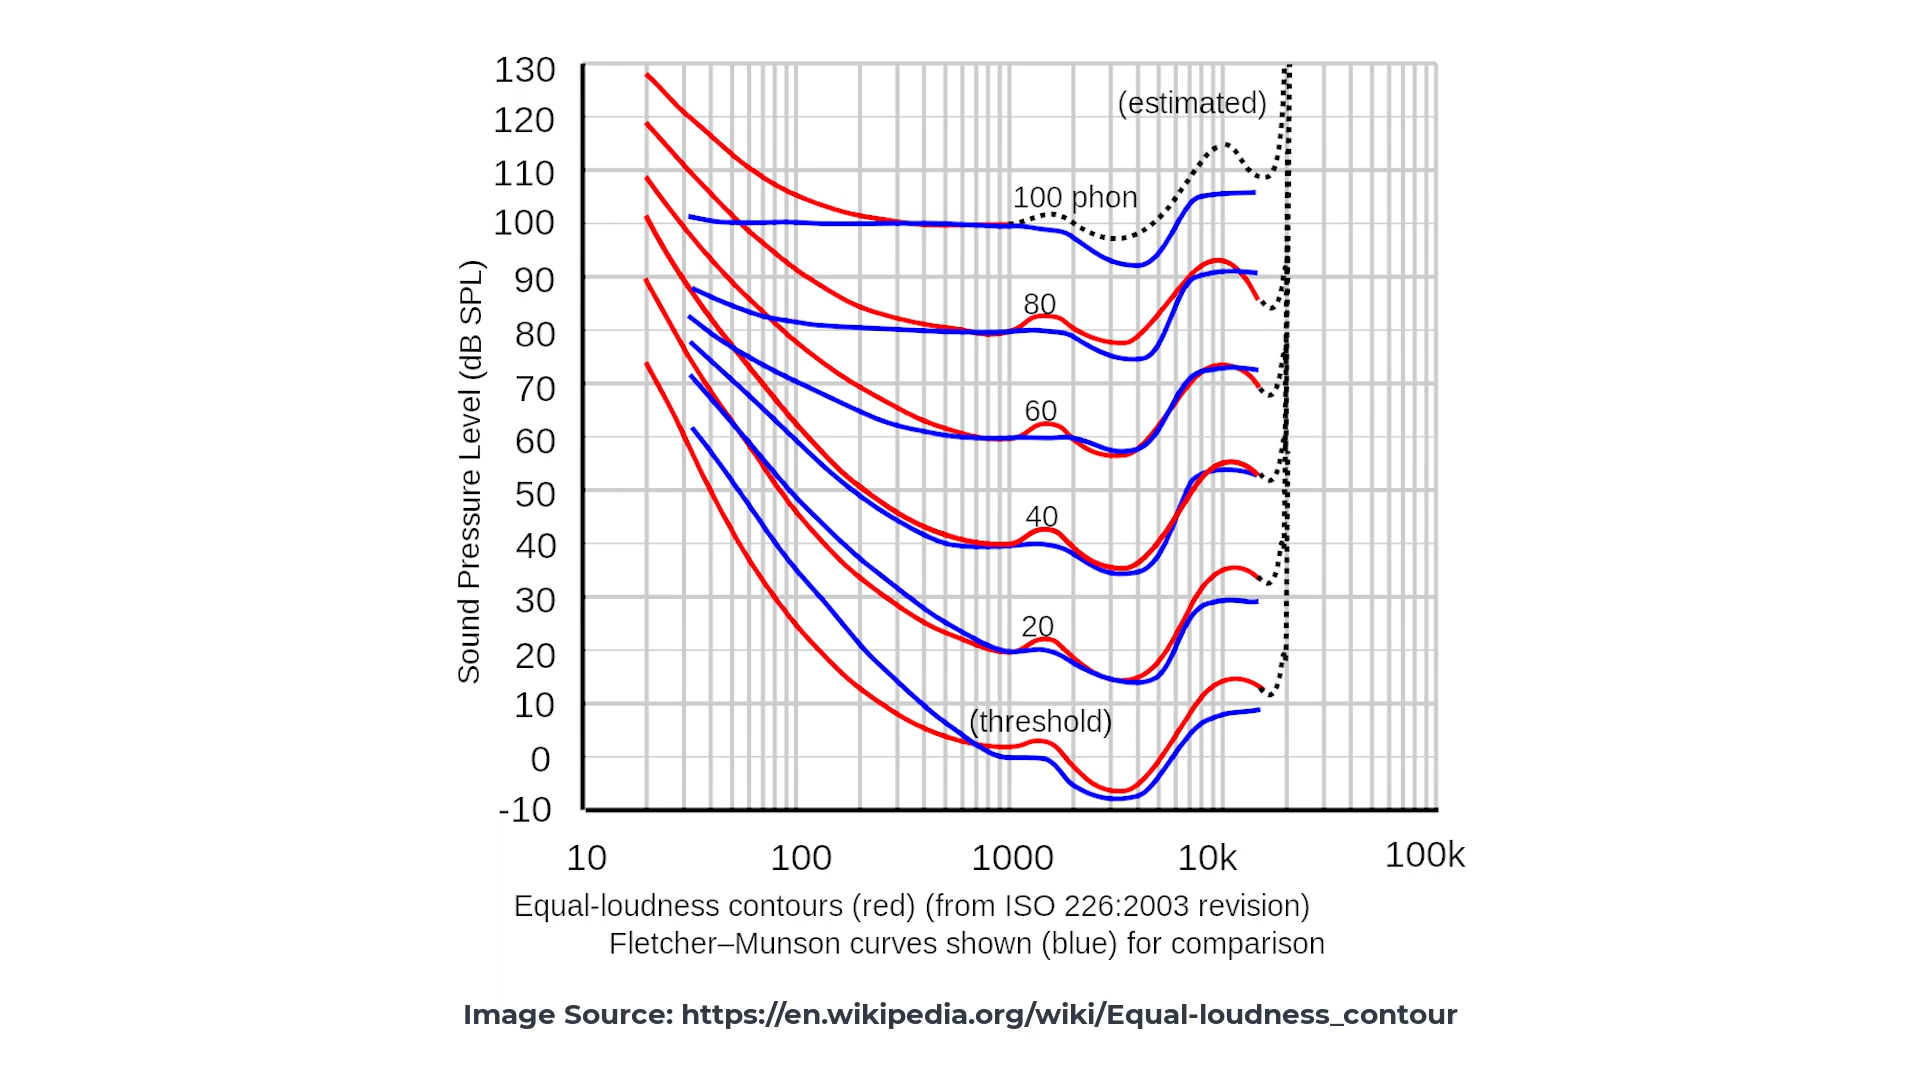 130
(estimated)
120
110
100 phon
100
90
80
80
70
60
60
50
40
40
30
20
20
10
(threshold)
0
-10
Sound Pressure Level (dB SPL)
10 100 1000 10k 100k
Equal-loudness contours (red) (from ISO 226:2003 revision)
Fletcher–Munson curves shown (blue) for comparison
Image Source: https://en.wikipedia.org/wiki/Equal-loudness_contour